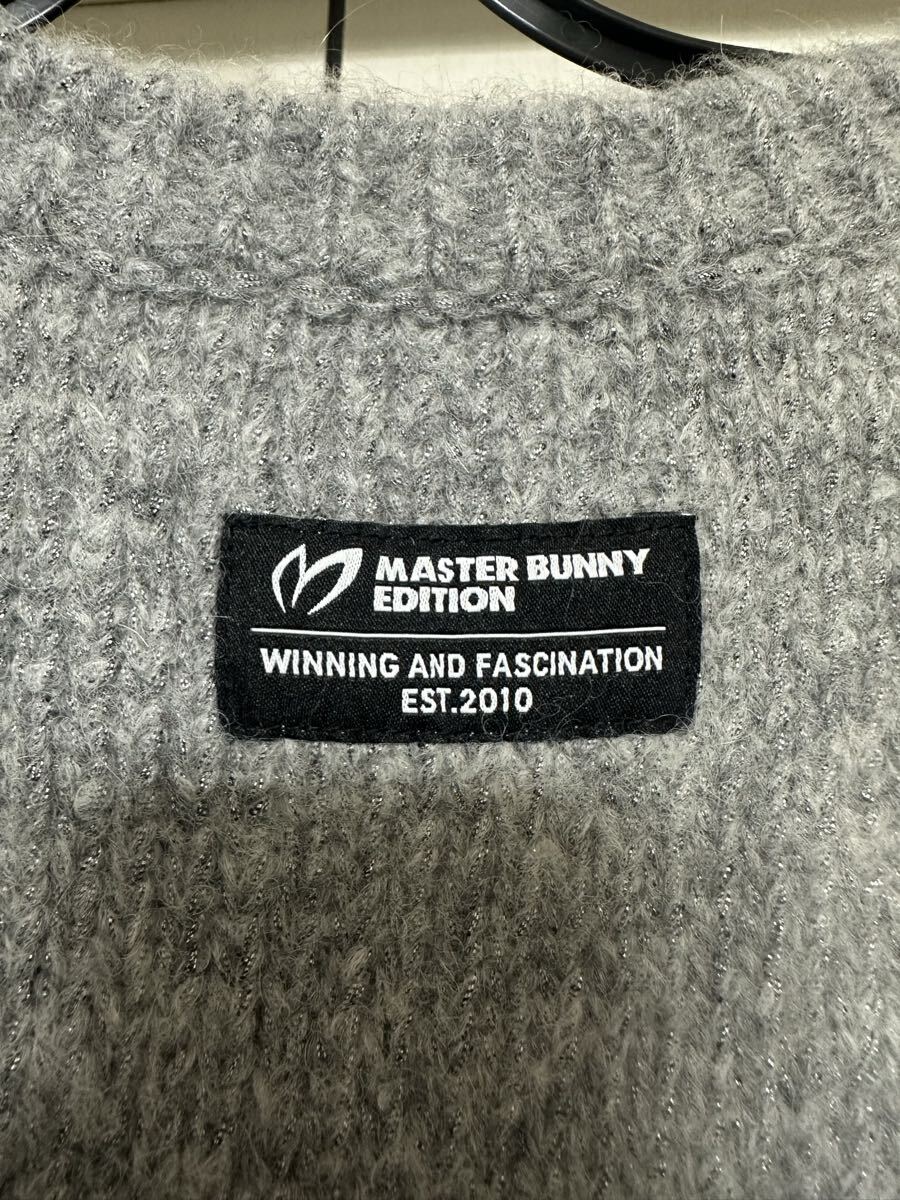 MASTER BUNNY
EDITION
WINNING AND FASCINATION
EST.2010